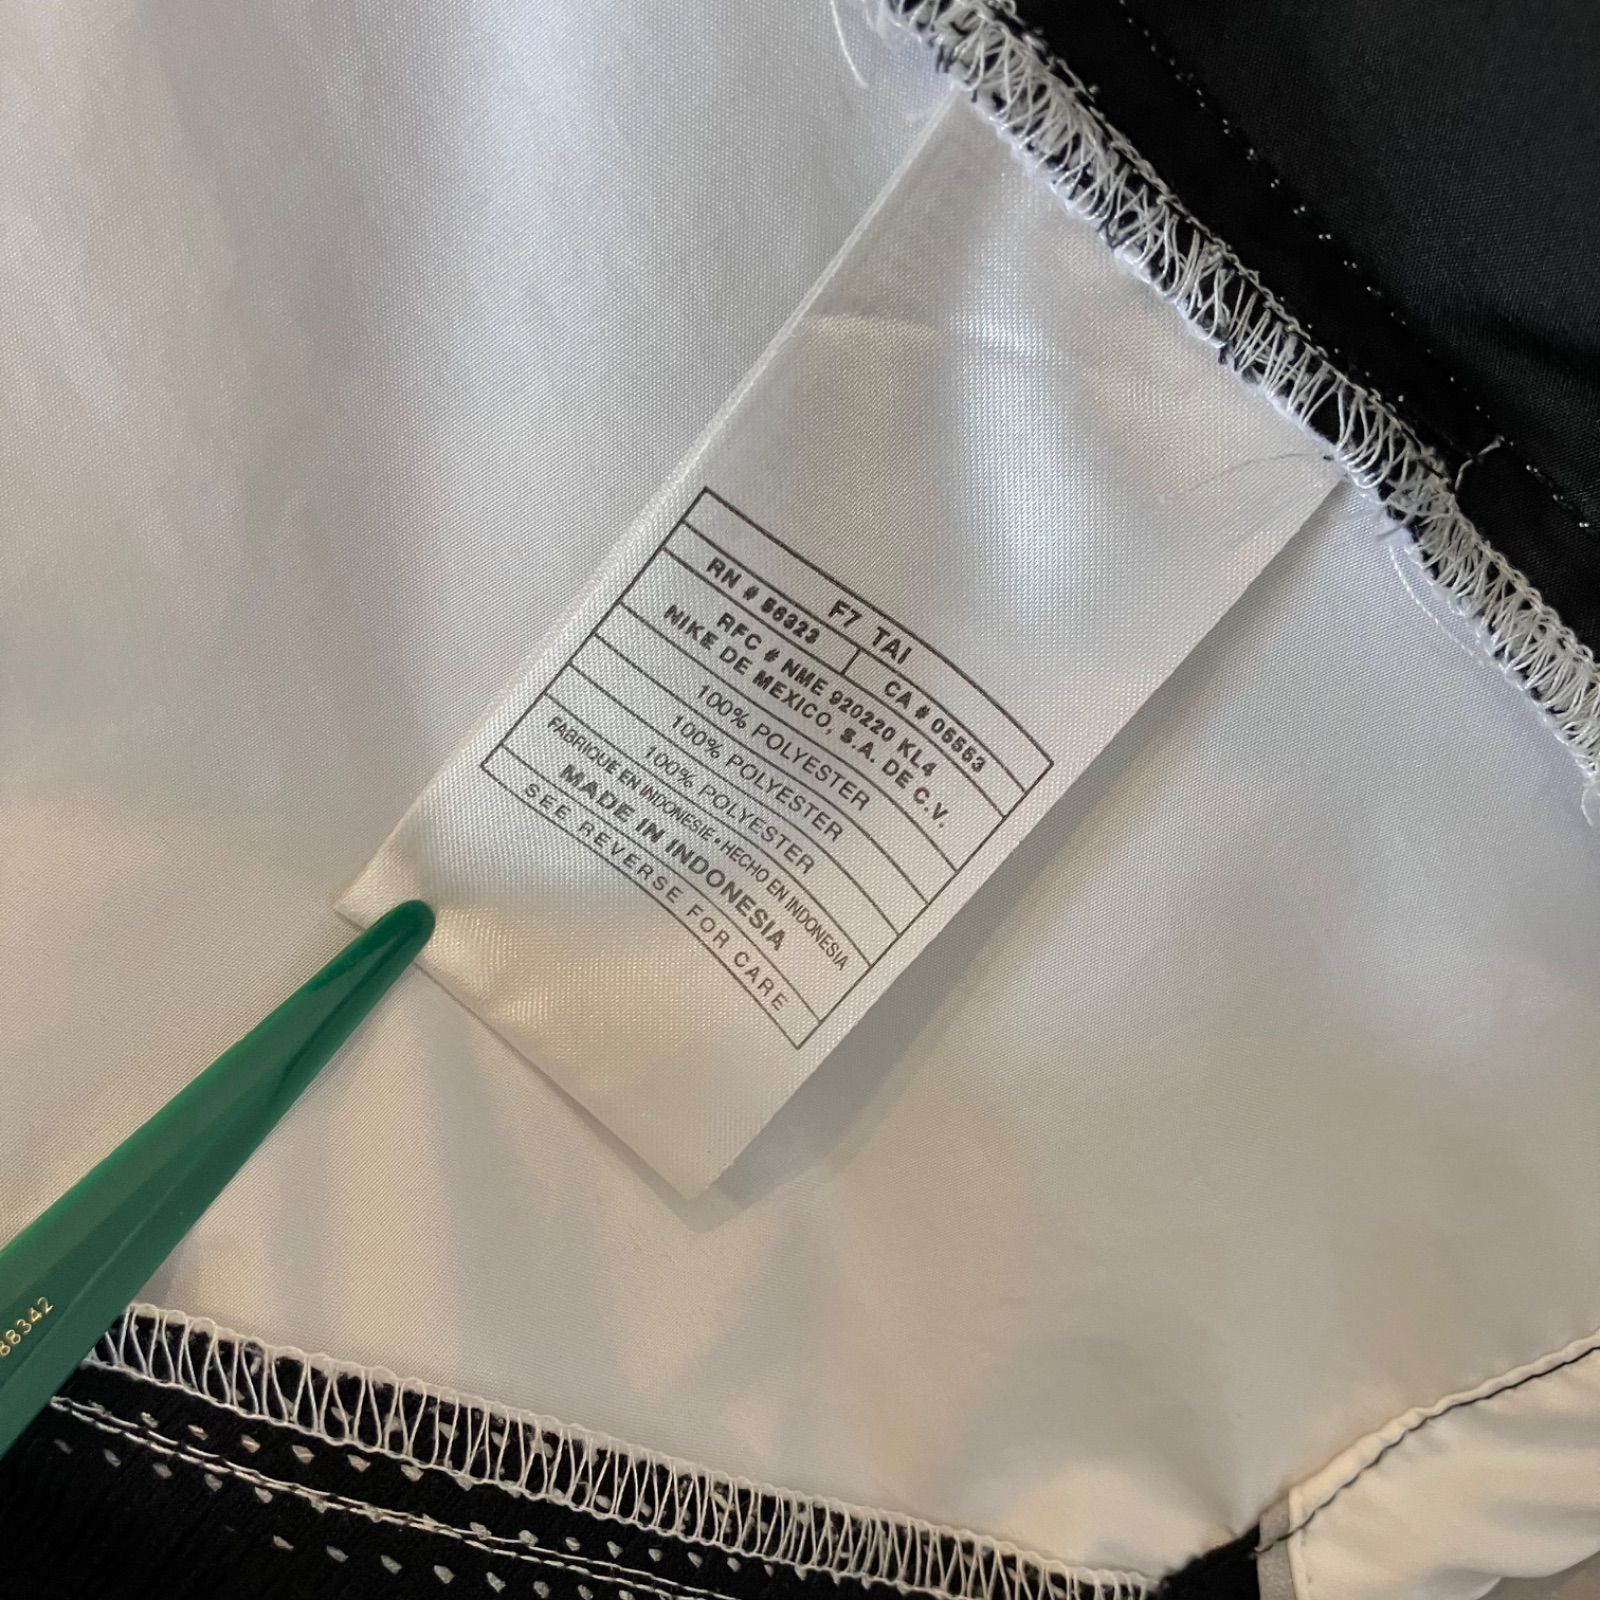 F7 TAI
RN # 56323 CA # 05553
RFC # NME 920220 KL4
NIKE DE MEXICO, S.A. DE C.V.
100% POLYESTER
100% POLYESTER
100% POLYESTER
FABRIQUE EN INDONESIE • HECHO EN INDONESIA
MADE IN INDONESIA
SEE REVERSE FOR CARE
88342